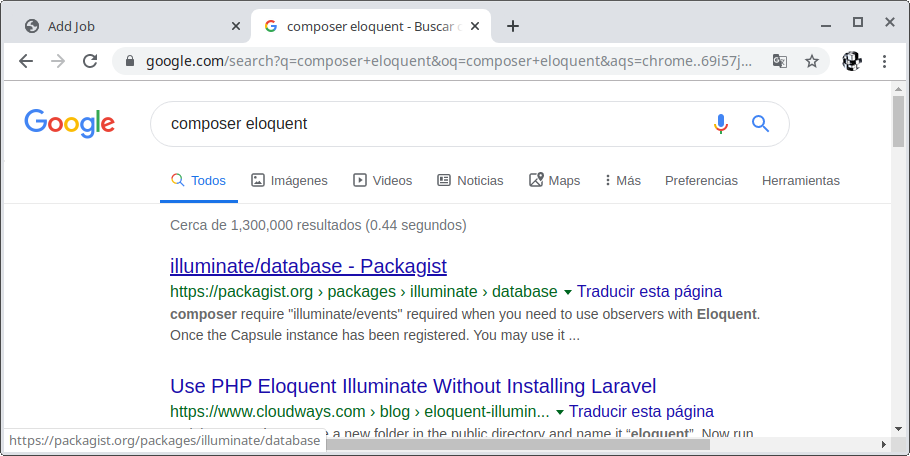 Add Job
composer eloquent - Buscar c
google.com/search?q=composer+eloquent&oq=composer+eloquent&aqs=chrome..69i57j...
Google
composer eloquent
Todos Imágenes Videos Noticias Maps Más Preferencias Herramientas
Cerca de 1,300,000 resultados (0.44 segundos)
illuminate/database - Packagist
https://packagist.org › packages › illuminate › database Traducir esta página
composer require "illuminate/events" required when you need to use observers with Eloquent.
Once the Capsule instance has been registered. You may use it ...
Use PHP Eloquent Illuminate Without Installing Laravel
https://www.cloudways.com › blog › eloquent-illumin... Traducir esta página
a new folder in the public directory and name it “eloquent”. Now run
https://packagist.org/packages/illuminate/database